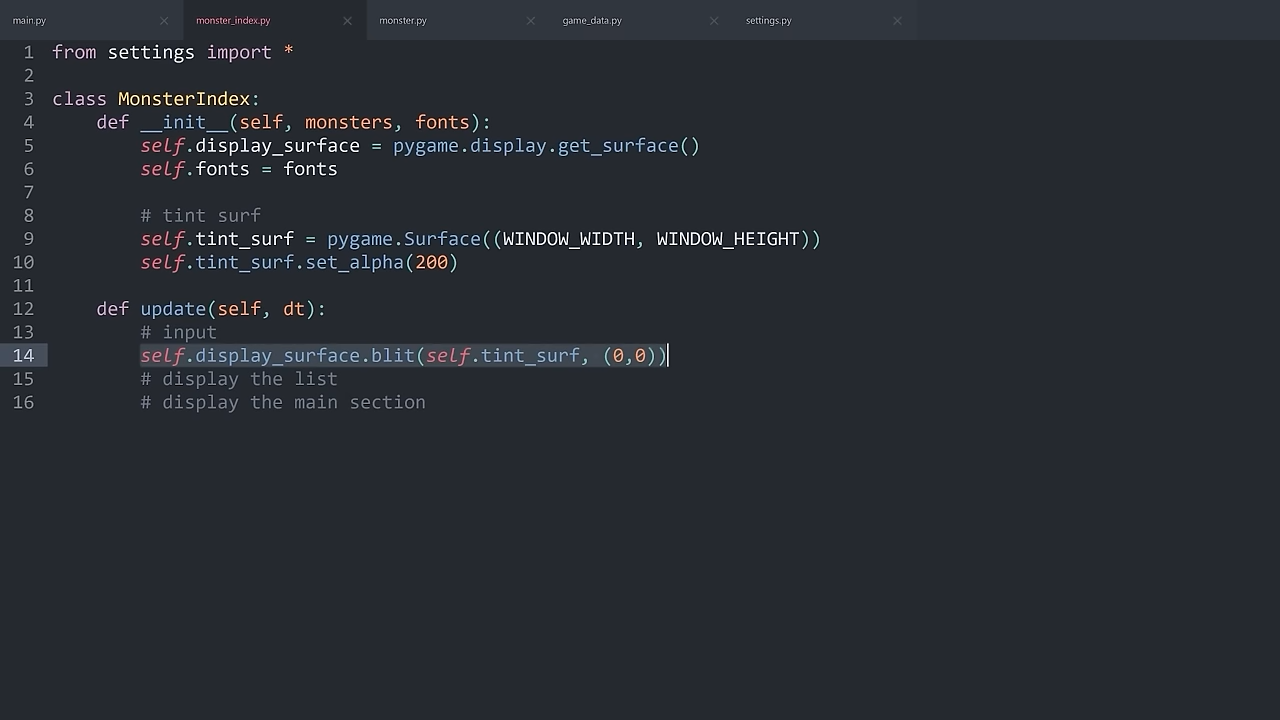 main.py × monster_index.py × monster.py × game_data.py × settings.py ×
1 from settings import *
2
3 class MonsterIndex:
4     def __init__(self, monsters, fonts):
5         self.display_surface = pygame.display.get_surface()
6         self.fonts = fonts
7
8         # tint surf
9         self.tint_surf = pygame.Surface((WINDOW_WIDTH, WINDOW_HEIGHT))
10         self.tint_surf.set_alpha(200)
11
12     def update(self, dt):
13         # input
14         self.display_surface.blit(self.tint_surf, (0,0))
15         # display the list
16         # display the main section